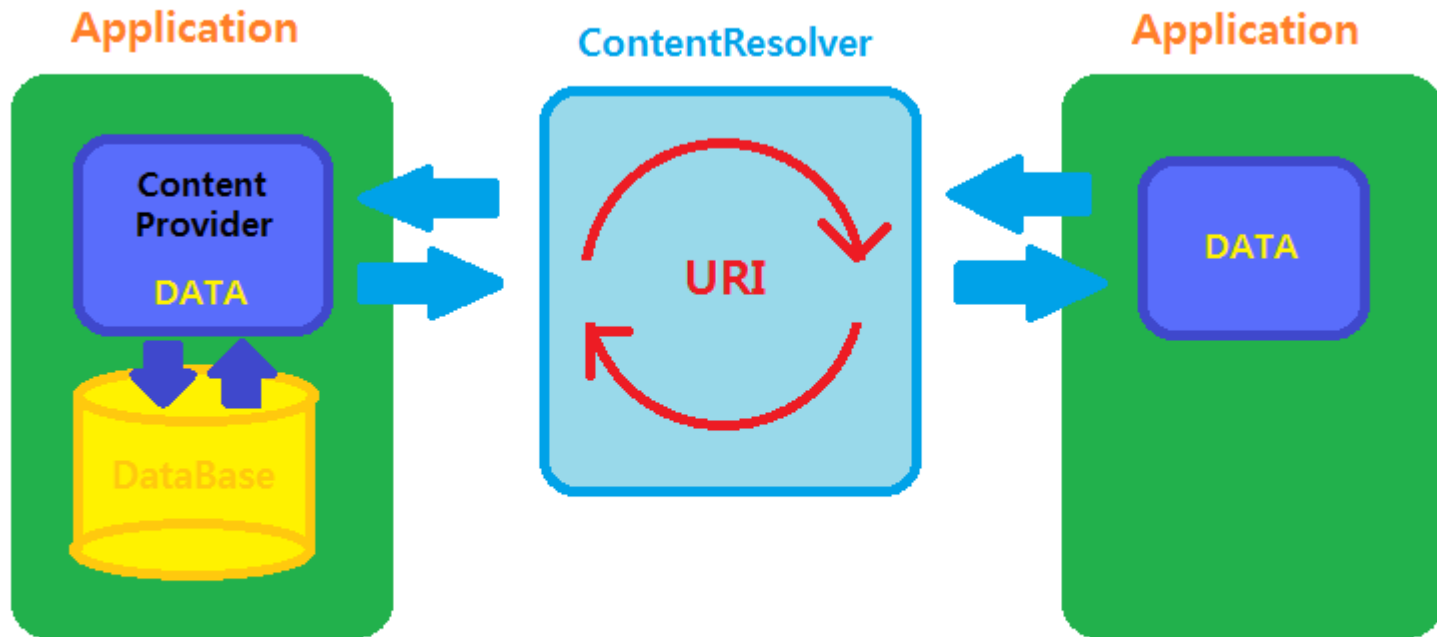 Application
ContentResolver
Application
Content
Provider
DATA
DataBase
URI
DATA